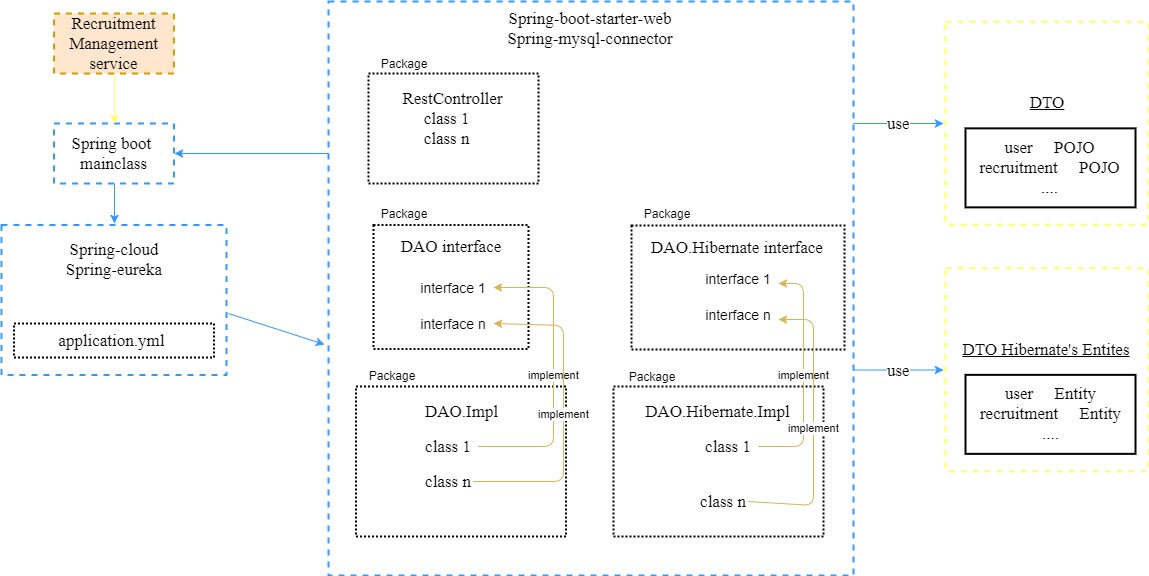 Recruitment
Management
service
Spring boot
mainclass
Spring-cloud
Spring-eureka
application.yml
Spring-boot-starter-web
Spring-mysql-connector
Package
RestController
class 1
class n
Package
DAO interface
interface 1
interface n
Package
DAO.Hibernate interface
interface 1
interface n
Package
DAO.Impl
class 1
class n
implement
implement
Package
DAO.Hibernate.Impl
class 1
class n
implement
implement
use
DTO
user POJO
recruitment POJO
....
use
DTO Hibernate's Entites
user Entity
recruitment Entity
....